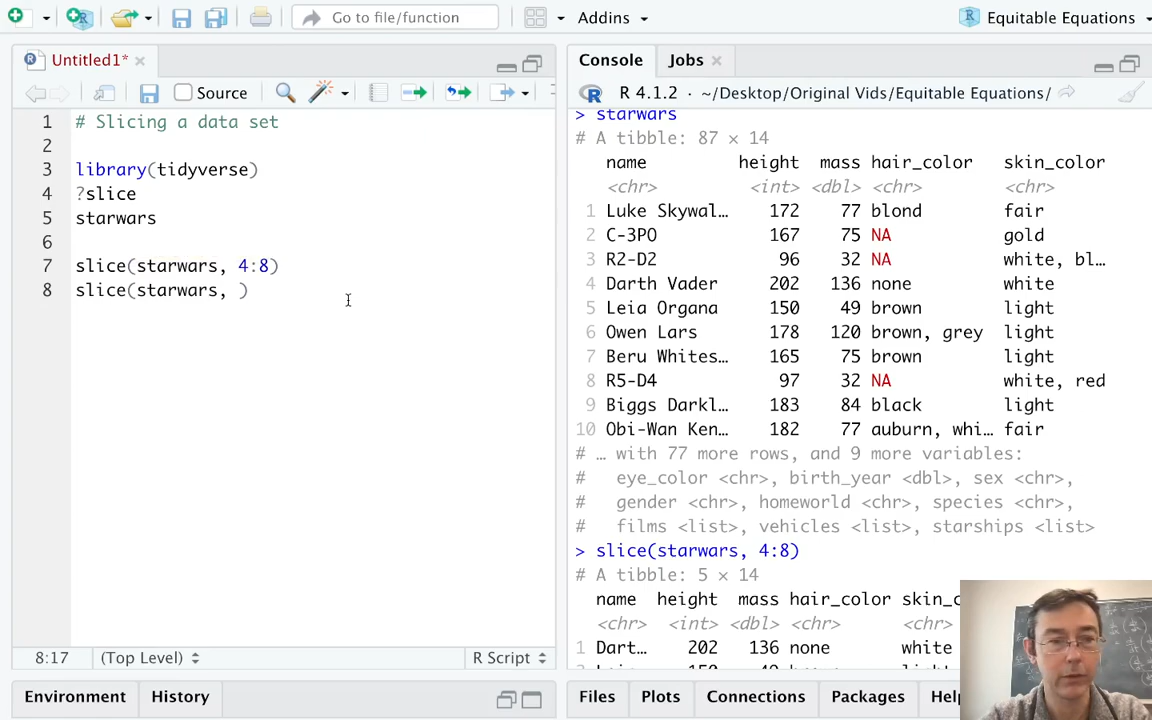 Go to file/function
Addins
Equitable Equations
Untitled1*
Source
1 # Slicing a data set
2
3 library(tidyverse)
4 ?slice
5 starwars
6
7 slice(starwars, 4:8)
8 slice(starwars, )
8:17 (Top Level) R Script
Environment History
Console Jobs
R 4.1.2 · ~/Desktop/Original Vids/Equitable Equations/
> starwars
# A tibble: 87 × 14
name height mass hair_color skin_color
<chr> <int> <dbl> <chr> <chr>
1 Luke Skywal… 172 77 blond fair
2 C-3PO 167 75 NA gold
3 R2-D2 96 32 NA white, bl…
4 Darth Vader 202 136 none white
5 Leia Organa 150 49 brown light
6 Owen Lars 178 120 brown, grey light
7 Beru Whites… 165 75 brown light
8 R5-D4 97 32 NA white, red
9 Biggs Darkl… 183 84 black light
10 Obi-Wan Ken… 182 77 auburn, whi… fair
# … with 77 more rows, and 9 more variables:
# eye_color <chr>, birth_year <dbl>, sex <chr>,
# gender <chr>, homeworld <chr>, species <chr>,
# films <list>, vehicles <list>, starships <list>
> slice(starwars, 4:8)
# A tibble: 5 × 14
name height mass hair_color skin_c
<chr> <int> <dbl> <chr> <chr>
1 Dart… 202 136 none white
Files Plots Connections Packages Help